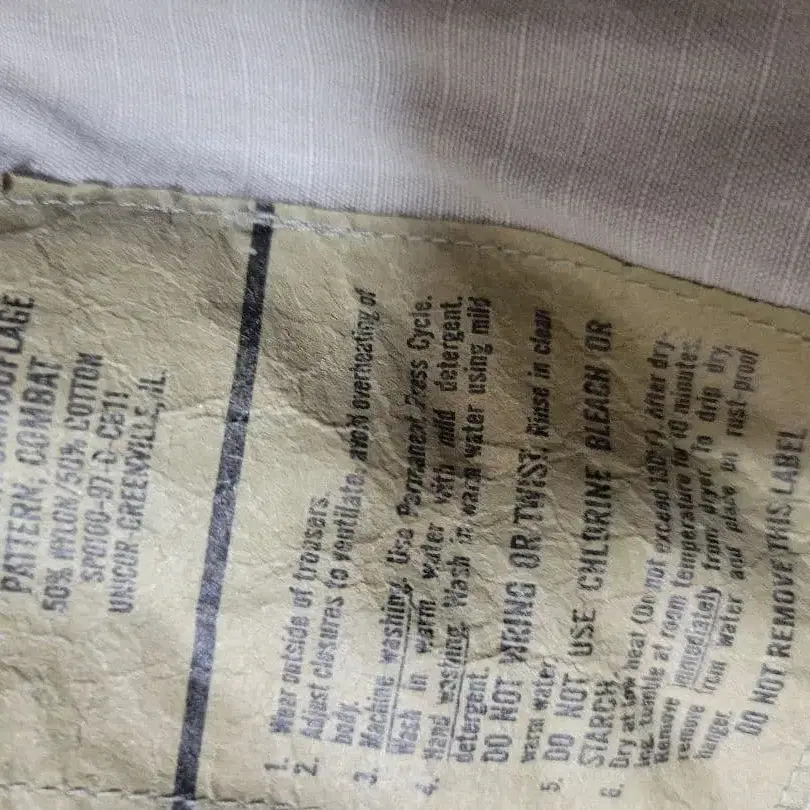 PATTERN, COMBAT
50% NYLON/50% COTTON
SPO100-97-D-CB11
UNICOR-GREENVILLE, IL.
1. Wear outside of trousers.
2. Adjust closures to ventilate, avoid overheating of
body.
3. Machine washing. Use Permanent Press Cycle.
Wash in warm water with mild detergent.
4. Hand washing. Wash in warm water using mild
detergent.
DO NOT WRING OR TWIST. Rinse in clean
warm water.
5. DO NOT USE CHLORINE BLEACH OR
STARCH.
6. Dry at low heat (Do not exceed 130°F). After dry-
ing, tumble at room temperature for 10 minutes.
Remove immediately from dryer. To drip dry,
remove from water and place on rust-proof
hanger.
DO NOT REMOVE THIS LABEL